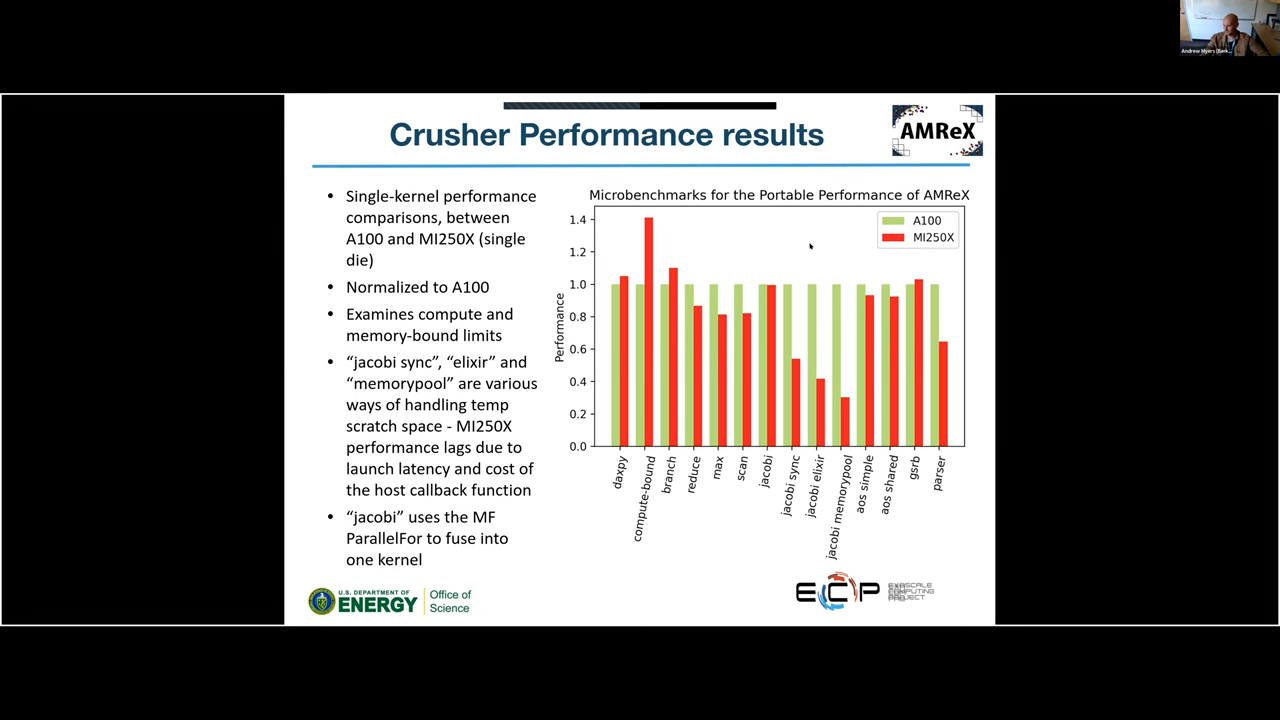 Andrew Myers (Berk...
Crusher Performance results
AMReX
• Single-kernel performance
comparisons, between
A100 and MI250X (single
die)
• Normalized to A100
• Examines compute and
memory-bound limits
• “jacobi sync”, “elixir” and
“memorypool” are various
ways of handling temp
scratch space - MI250X
performance lags due to
launch latency and cost of
the host callback function
• “jacobi” uses the MF
ParallelFor to fuse into
one kernel
Microbenchmarks for the Portable Performance of AMReX
A100
MI250X
Performance
1.4
1.2
1.0
0.8
0.6
0.4
0.2
0.0
daxpy
compute-bound
branch
reduce
max
scan
jacobi
jacobi sync
jacobi elixir
jacobi memorypool
aos simple
aos shared
gsrb
parser
U.S. DEPARTMENT OF
ENERGY
Office of
Science
ECP
EXASCALE
COMPUTING
PROJECT